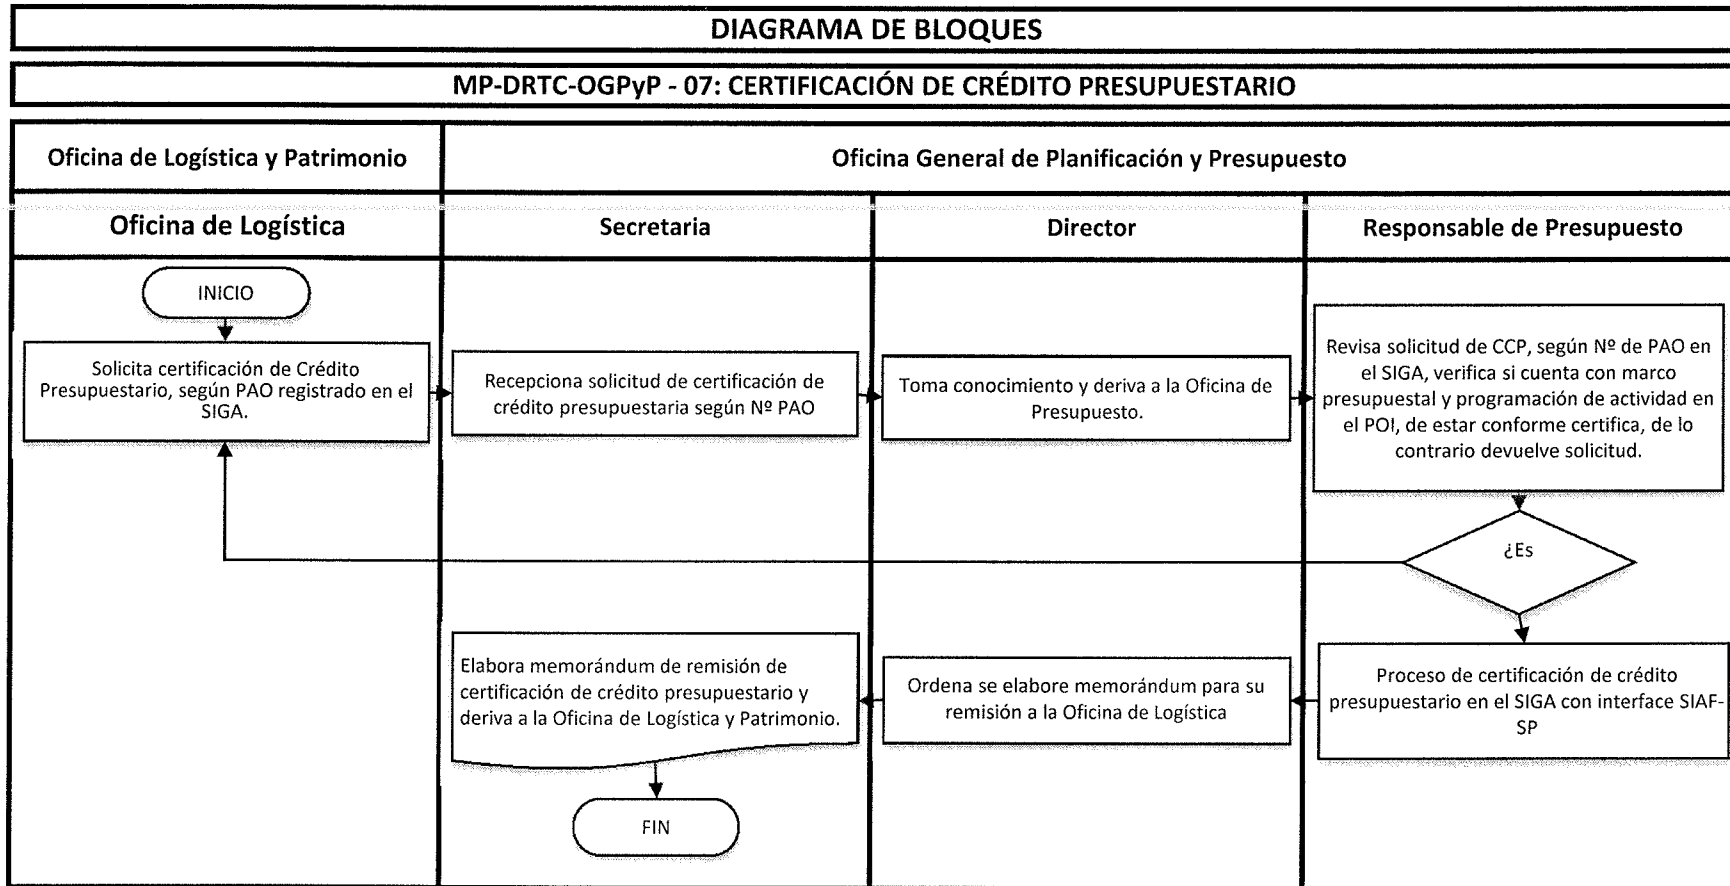 DIAGRAMA DE BLOQUES
MP-DRTC-OGPyP - 07: CERTIFICACIÓN DE CRÉDITO PRESUPUESTARIO
Oficina de Logística y Patrimonio
Oficina General de Planificación y Presupuesto
Oficina de Logística
Secretaria
Director
Responsable de Presupuesto
INICIO
Solicita certificación de Crédito
Presupuestario, según PAO registrado en el
SIGA.
Recepciona solicitud de certificación de
crédito presupuestaria según Nº PAO
Toma conocimiento y deriva a la Oficina de
Presupuesto.
Revisa solicitud de CCP, según Nº de PAO en
el SIGA, verifica si cuenta con marco
presupuestal y programación de actividad en
el POI, de estar conforme certifica, de lo
contrario devuelve solicitud.
¿Es
Proceso de certificación de crédito
presupuestario en el SIGA con interface SIAF-
SP
Ordena se elabore memorándum para su
remisión a la Oficina de Logística
Elabora memorándum de remisión de
certificación de crédito presupuestario y
deriva a la Oficina de Logística y Patrimonio.
FIN